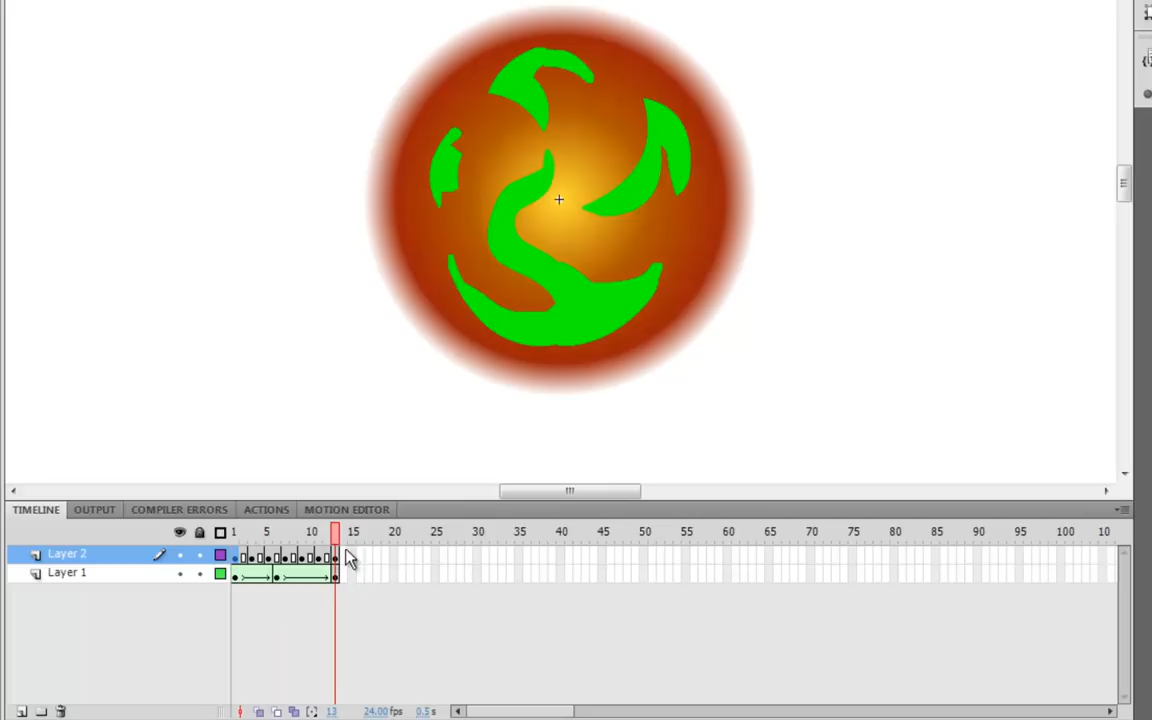 TIMELINE OUTPUT COMPILER ERRORS ACTIONS MOTION EDITOR
1 5 10 15 20 25 30 35 40 45 50 55 60 65 70 75 80 85 90 95 100 10
Layer 2
Layer 1
13 24.00 fps 0.5 s